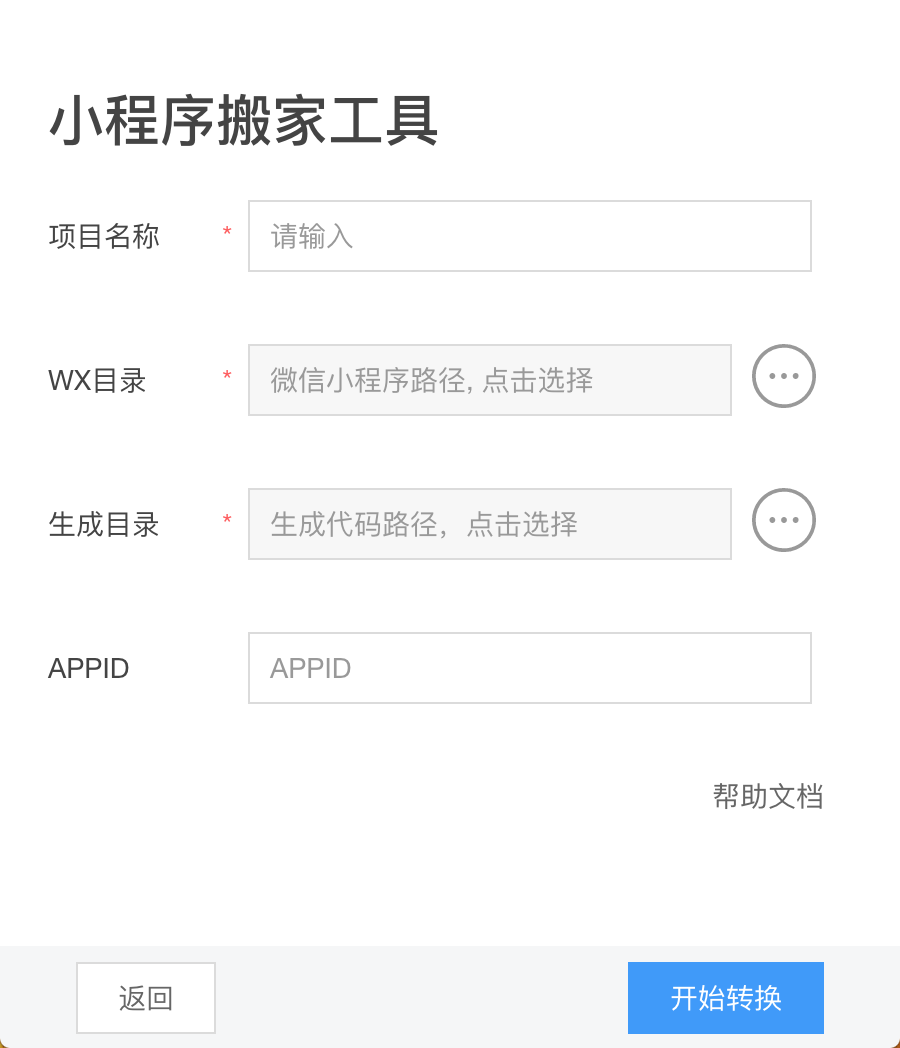 小程序搬家工具
项目名称 * 请输入
WX目录 * 微信小程序路径, 点击选择
生成目录 * 生成代码路径，点击选择
APPID APPID
帮助文档
返回 开始转换